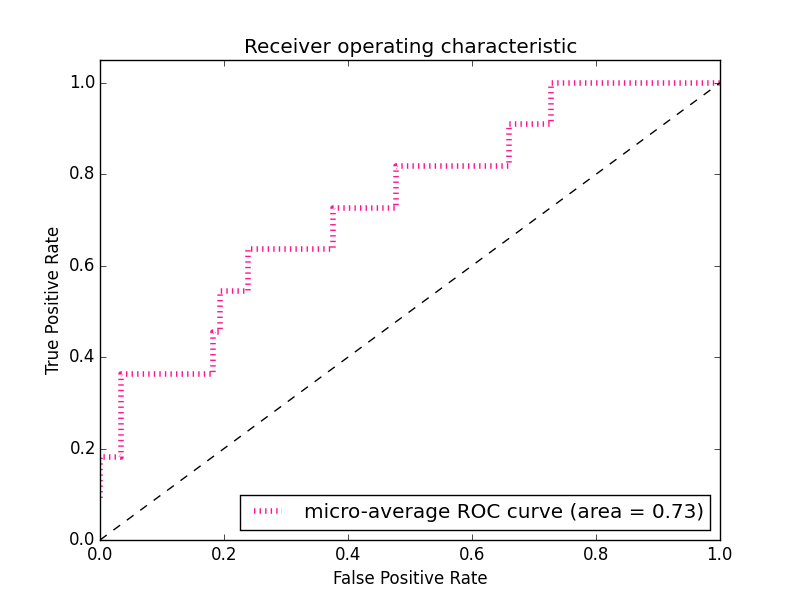 Receiver operating characteristic
True Positive Rate
1.0
0.8
0.6
0.4
0.2
0.0
micro-average ROC curve (area = 0.73)
0.0 0.2 0.4 0.6 0.8 1.0
False Positive Rate